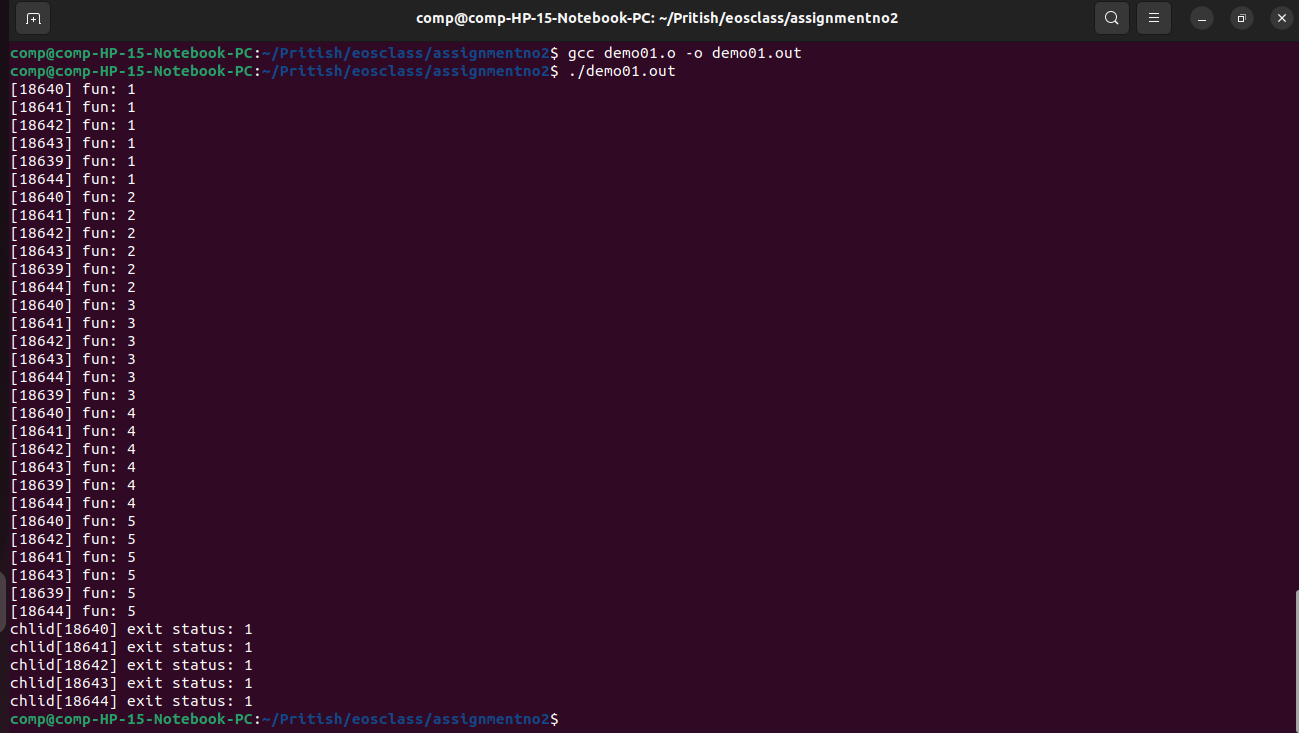 comp@comp-HP-15-Notebook-PC: ~/Pritish/eosclass/assignmentno2
comp@comp-HP-15-Notebook-PC:~/Pritish/eosclass/assignmentno2$ gcc demo01.o -o demo01.out
comp@comp-HP-15-Notebook-PC:~/Pritish/eosclass/assignmentno2$ ./demo01.out
[18640] fun: 1
[18641] fun: 1
[18642] fun: 1
[18643] fun: 1
[18639] fun: 1
[18644] fun: 1
[18640] fun: 2
[18641] fun: 2
[18642] fun: 2
[18643] fun: 2
[18639] fun: 2
[18644] fun: 2
[18640] fun: 3
[18641] fun: 3
[18642] fun: 3
[18643] fun: 3
[18644] fun: 3
[18639] fun: 3
[18640] fun: 4
[18641] fun: 4
[18642] fun: 4
[18643] fun: 4
[18639] fun: 4
[18644] fun: 4
[18640] fun: 5
[18642] fun: 5
[18641] fun: 5
[18643] fun: 5
[18639] fun: 5
[18644] fun: 5
chlid[18640] exit status: 1
chlid[18641] exit status: 1
chlid[18642] exit status: 1
chlid[18643] exit status: 1
chlid[18644] exit status: 1
comp@comp-HP-15-Notebook-PC:~/Pritish/eosclass/assignmentno2$